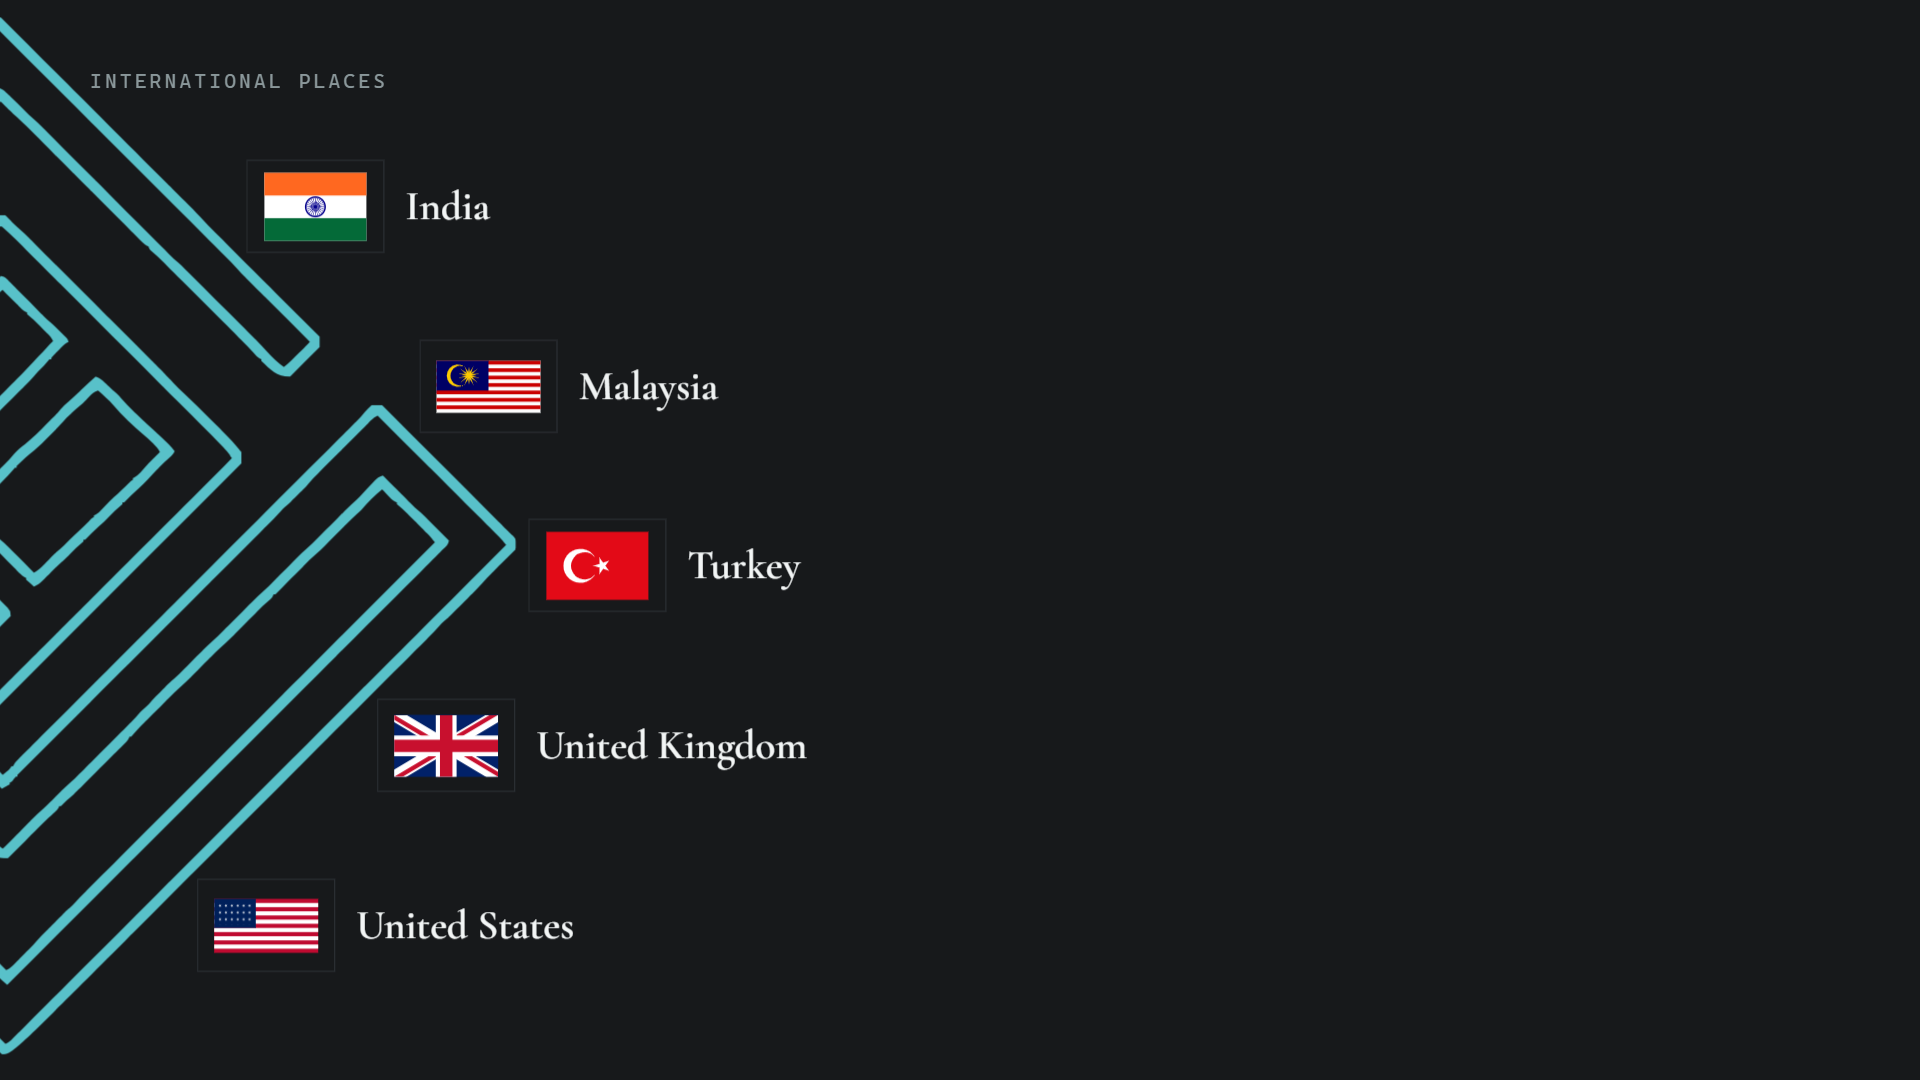 INTERNATIONAL PLACES
India
Malaysia
Turkey
United Kingdom
United States